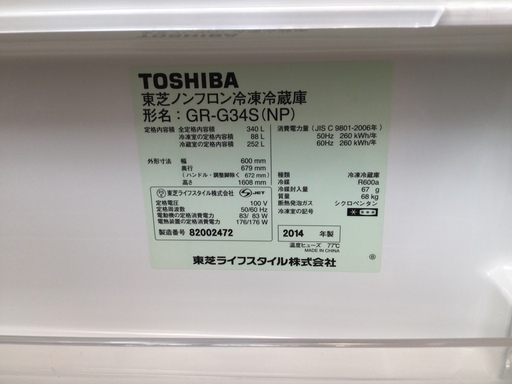 TOSHIBA
東芝ノンフロン冷凍冷蔵庫
形名：GR-G34S(NP)
定格内容積 全定格内容積 340 L
冷凍室の定格内容積 88 L
冷蔵室の定格内容積 252 L
外形寸法 幅 600 mm
奥行 679 mm
(ハンドル・調整脚除く 672 mm)
高さ 1608 mm
東芝ライフスタイル株式会社 JET
定格電圧 100 V
定格周波数 50/60 Hz
電動機の定格消費電力 83/ 83 W
電熱装置の定格消費電力 176/176 W
製造番号 82002472
消費電力量 (JIS C 9801-2006年)
50Hz 260 kWh/年
60Hz 260 kWh/年
種類 冷凍冷蔵庫
冷媒 R600a
冷媒封入量 67 g
質量 68 kg
断熱発泡ガス シクロペンタン
冷凍室の記号
2014 年製
温度ヒューズ 77℃
MADE IN CHINA
東芝ライフスタイル株式会社